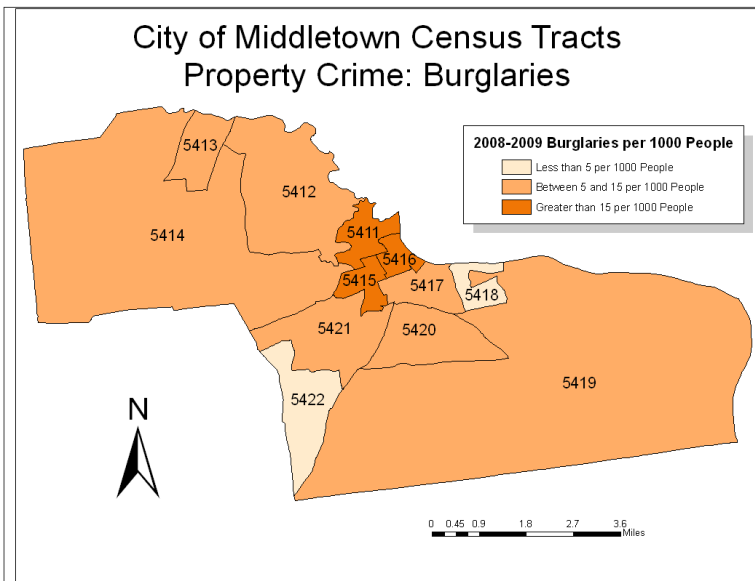 City of Middletown Census Tracts
Property Crime: Burglaries
2008-2009 Burglaries per 1000 People
Less than 5 per 1000 People
Between 5 and 15 per 1000 People
Greater than 15 per 1000 People
5413
5412
5414
5411
5416
5415
5417
5418
5421
5420
5419
5422
N
0 0.45 0.9 1.8 2.7 3.6
Miles